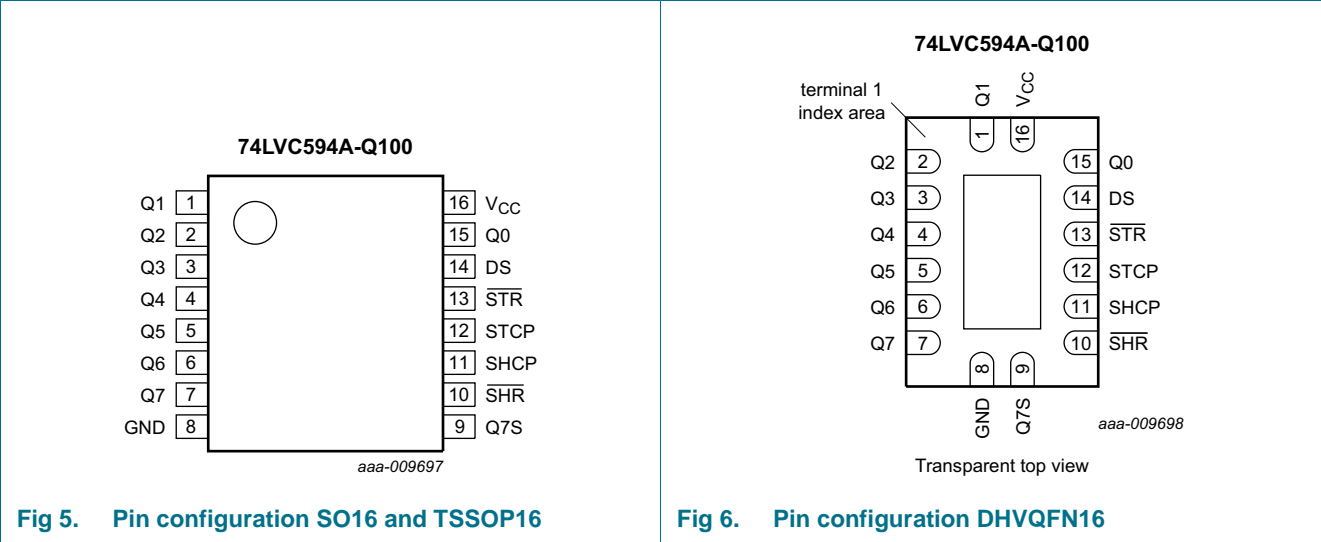 74LVC594A-Q100
Q1 1
Q2 2
Q3 3
Q4 4
Q5 5
Q6 6
Q7 7
GND 8
16 VCC
15 Q0
14 DS
13 STR
12 STCP
11 SHCP
10 SHR
9 Q7S
aaa-009697
Fig 5. Pin configuration SO16 and TSSOP16
74LVC594A-Q100
terminal 1
index area
Q1 VCC
1 16
Q2 2 15 Q0
Q3 3 14 DS
Q4 4 13 STR
Q5 5 12 STCP
Q6 6 11 SHCP
Q7 7 10 SHR
8 9
GND Q7S
aaa-009698
Transparent top view
Fig 6. Pin configuration DHVQFN16